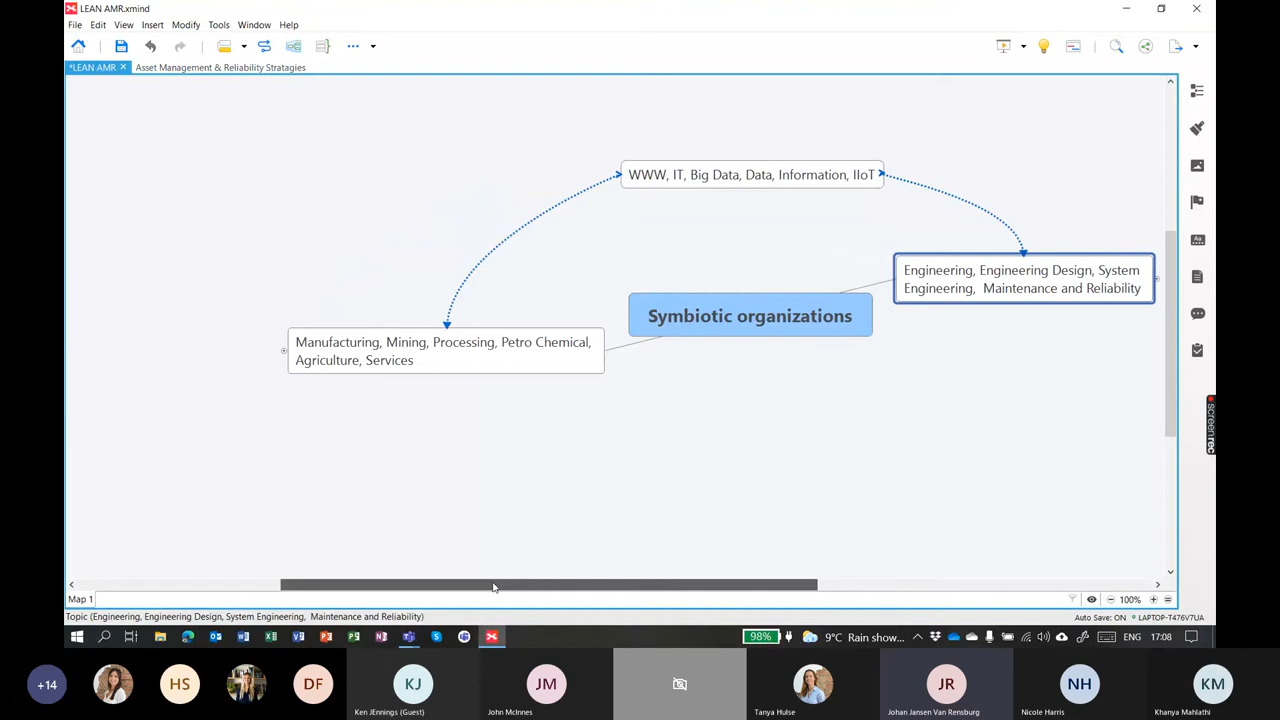 LEAN AMR.xmind
File Edit View Insert Modify Tools Window Help
*LEAN AMR Asset Management & Reliability Stratagies
WWW, IT, Big Data, Data, Information, IIoT
Engineering, Engineering Design, System
Engineering, Maintenance and Reliability
Symbiotic organizations
Manufacturing, Mining, Processing, Petro Chemical,
Agriculture, Services
Aa
screenrec
Map 1
100%
Topic (Engineering, Engineering Design, System Engineering, Maintenance and Reliability)
Auto Save: ON LAPTOP-T476V7UA
98% 9°C Rain show... ENG 17:08
+14 HS DF KJ JM JR NH KM
Ken JEnnings (Guest) John McInnes Tanya Hulse Johan Jansen Van Rensburg Nicole Harris Khanya Mahlathi